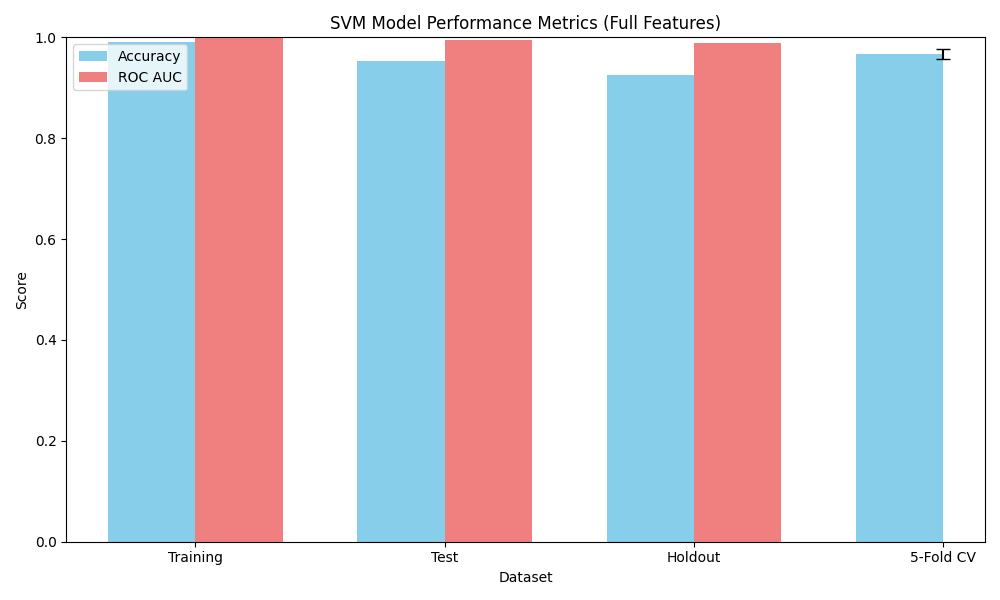 SVM Model Performance Metrics (Full Features)
Accuracy
ROC AUC
1.0
0.8
0.6
0.4
0.2
0.0
Score
Training
Test
Holdout
5-Fold CV
Dataset